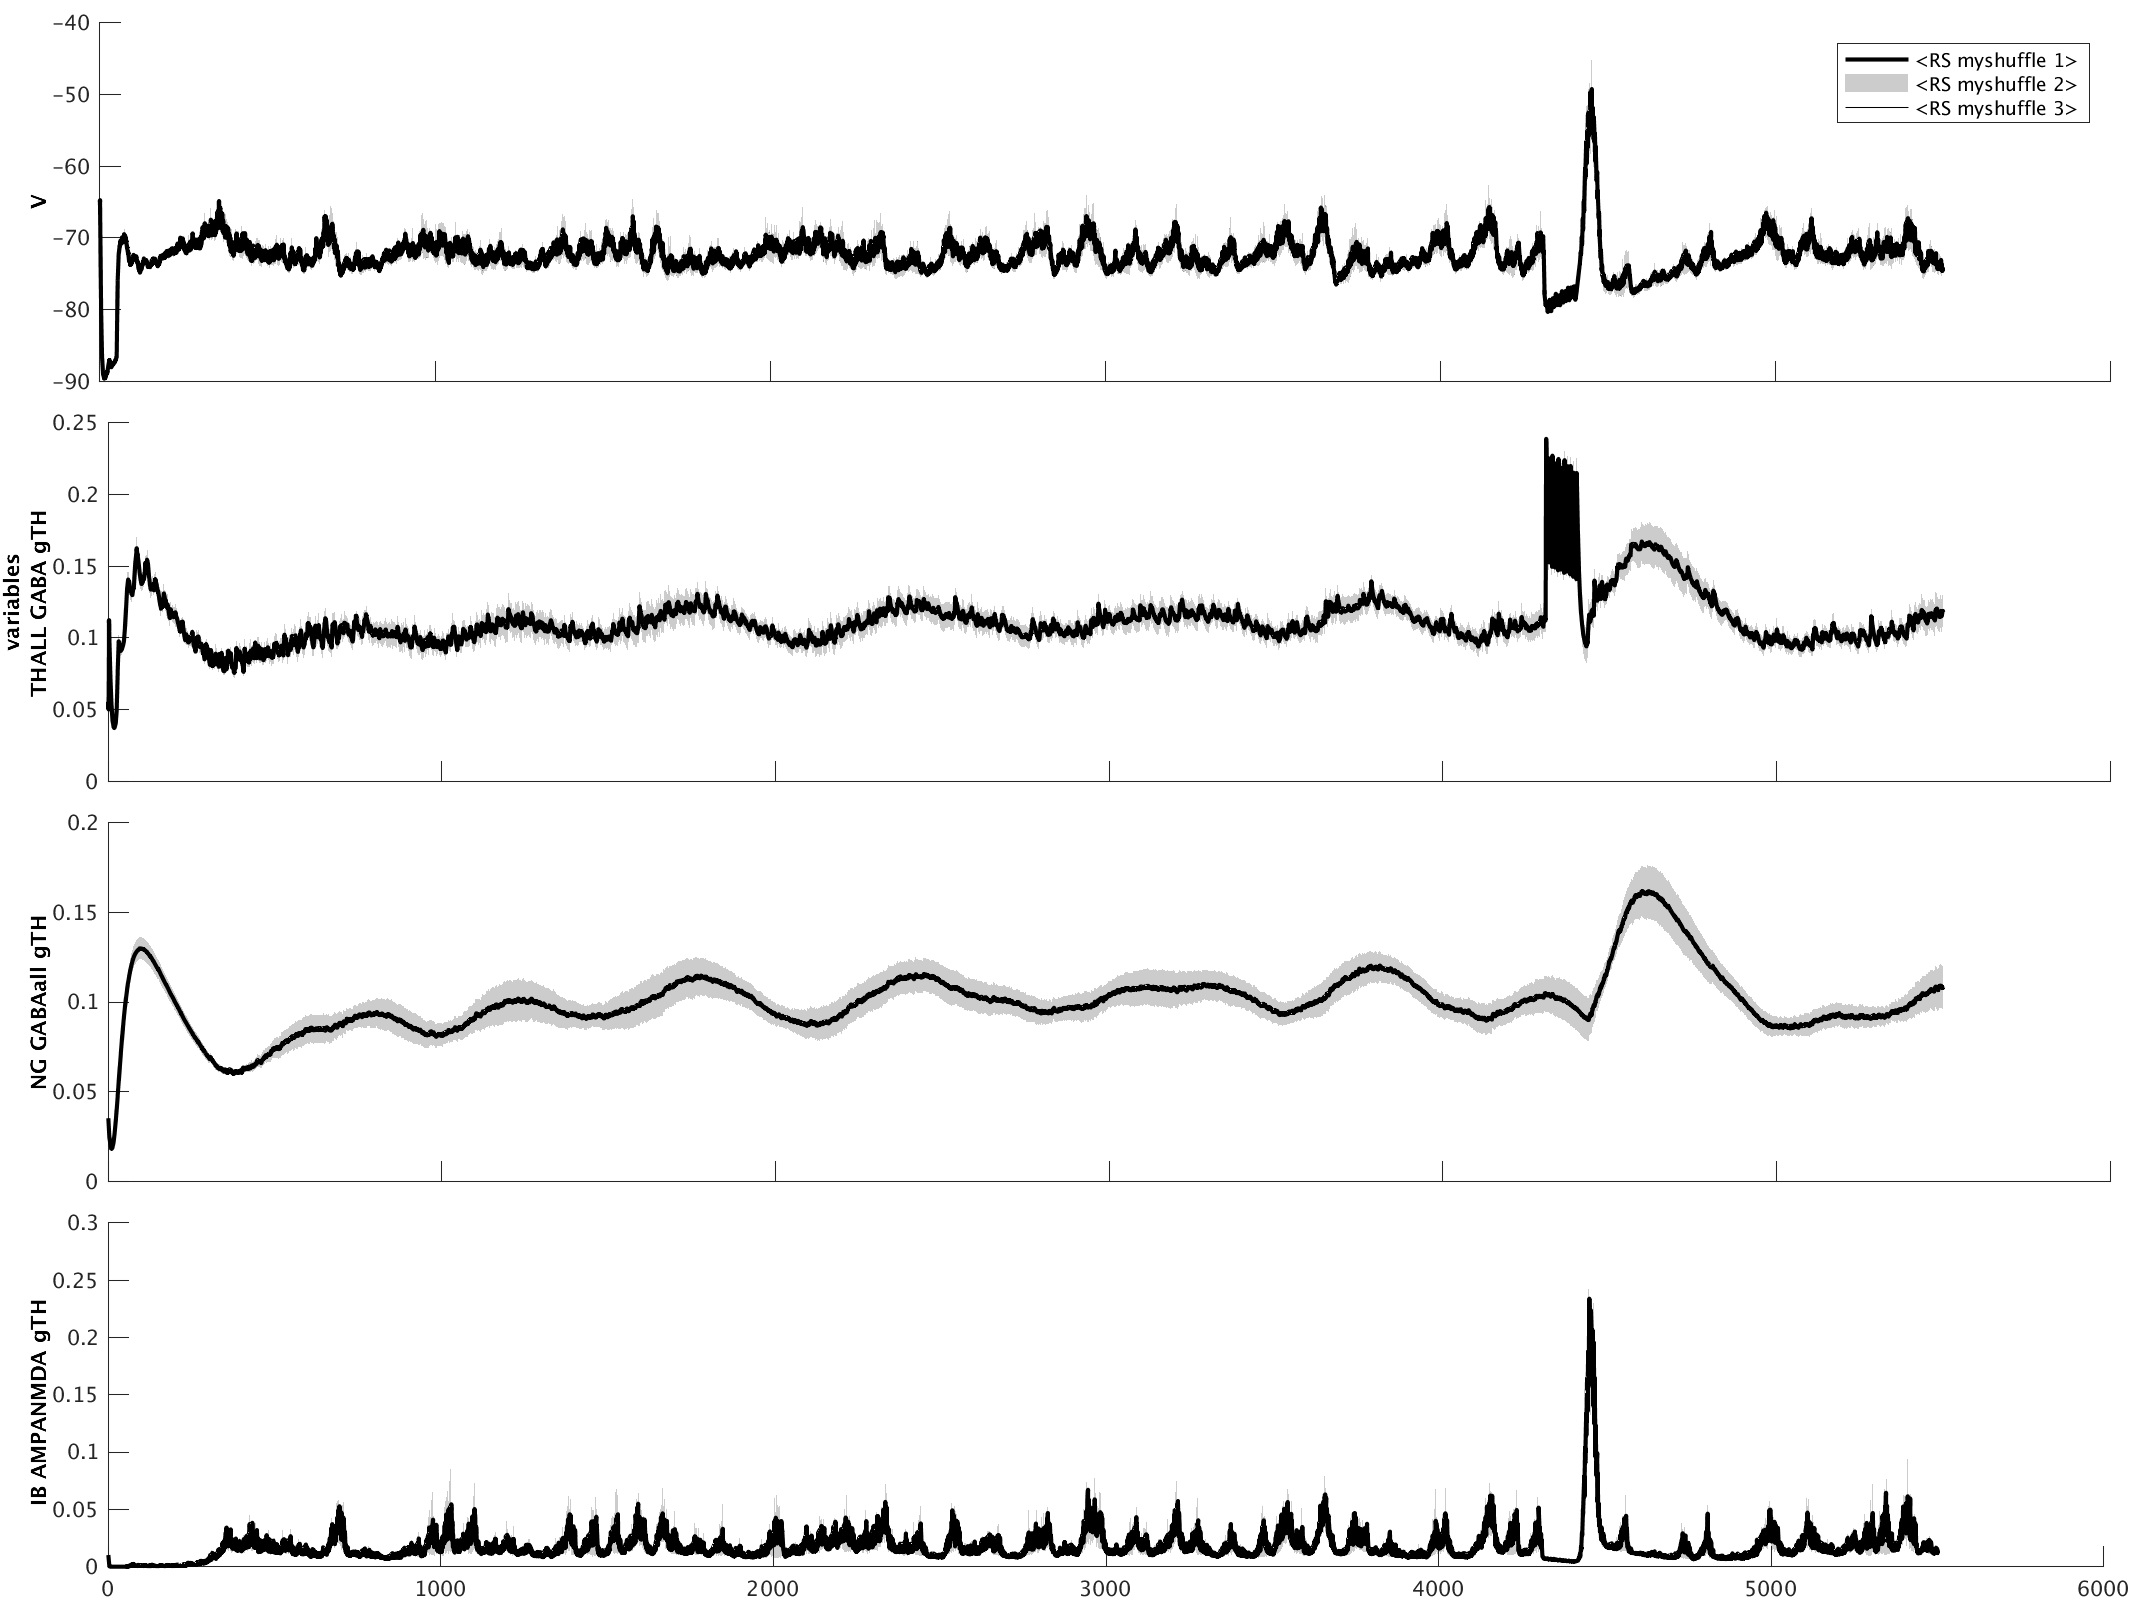 -40
-50
-60
-70
-80
-90
V
<RS myshuffle 1>
<RS myshuffle 2>
<RS myshuffle 3>
0.25
0.2
0.15
0.1
0.05
0
variables
THALL GABA gTH
0.2
0.15
0.1
0.05
0
NG GABAall gTH
0.3
0.25
0.2
0.15
0.1
0.05
0
IB AMPANMDA gTH
0 1000 2000 3000 4000 5000 6000